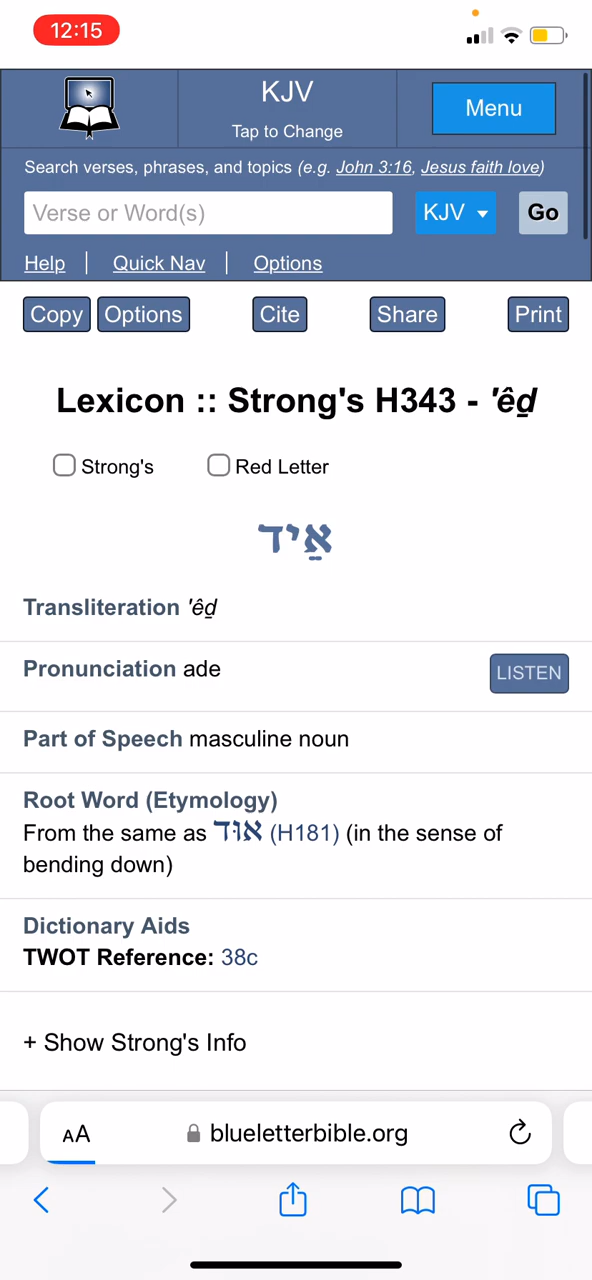 12:15
KJV
Tap to Change
Menu
Search verses, phrases, and topics (e.g. John 3:16, Jesus faith love)
Verse or Word(s)
KJV
Go
Help | Quick Nav | Options
Copy Options Cite Share Print
Lexicon :: Strong's H343 - 'êḏ
Strong's Red Letter
אֵיד
Transliteration 'êḏ
Pronunciation ade
LISTEN
Part of Speech masculine noun
Root Word (Etymology)
From the same as אוּד (H181) (in the sense of
bending down)
Dictionary Aids
TWOT Reference: 38c
+ Show Strong's Info
AA blueletterbible.org